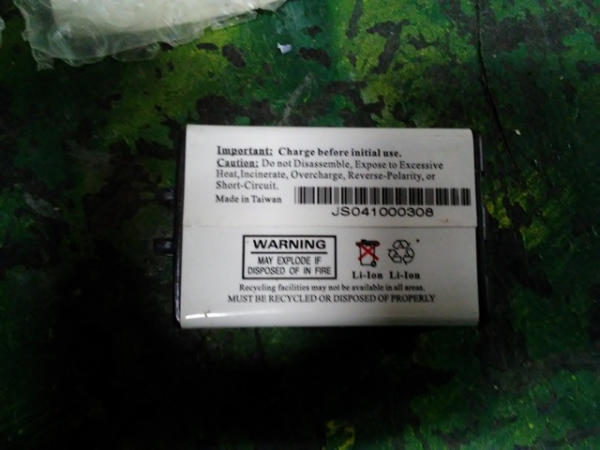 Important: Charge before initial use.
Caution: Do not Disassemble, Expose to Excessive
Heat,Incinerate, Overcharge, Reverse-Polarity, or
Short-Circuit.
Made in Taiwan
JS041000308
WARNING
MAY EXPLODE IF
DISPOSED OF IN FIRE
Li-Ion Li-Ion
Recycling facilities may not be available in all areas.
MUST BE RECYCLED OR DISPOSED OF PROPERLY